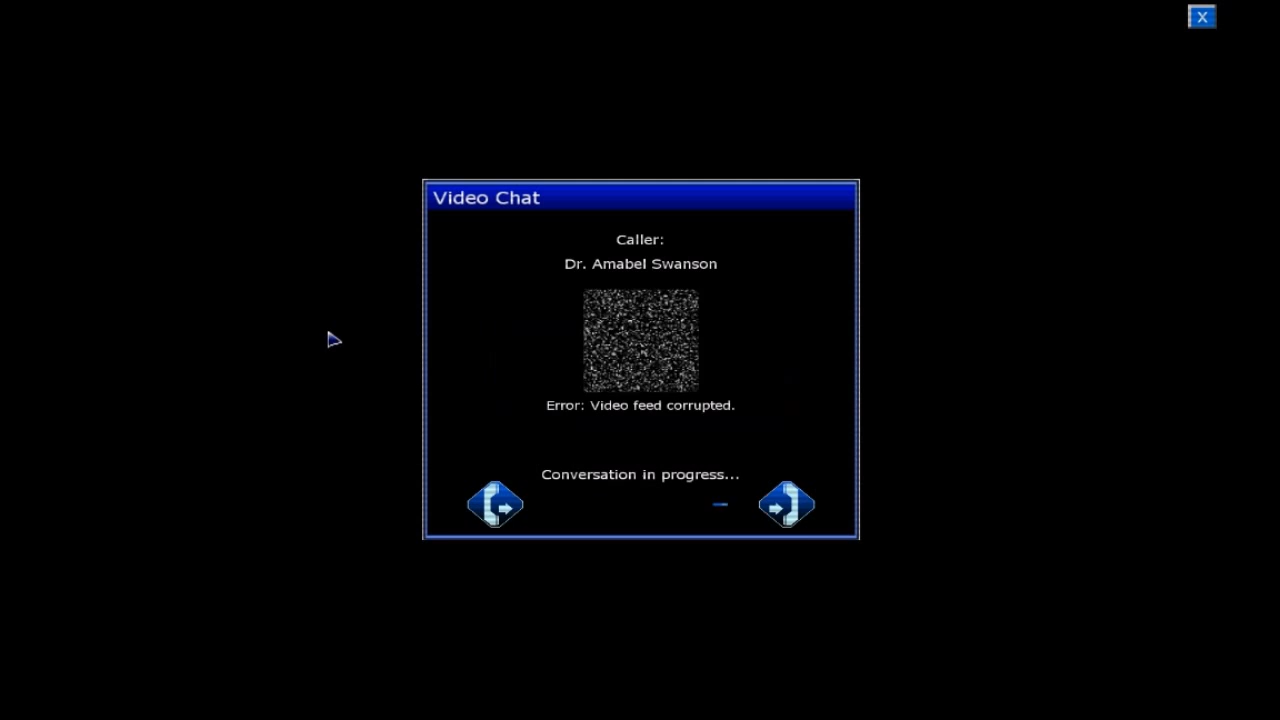 X
Video Chat
Caller:
Dr. Amabel Swanson
Error: Video feed corrupted.
Conversation in progress...